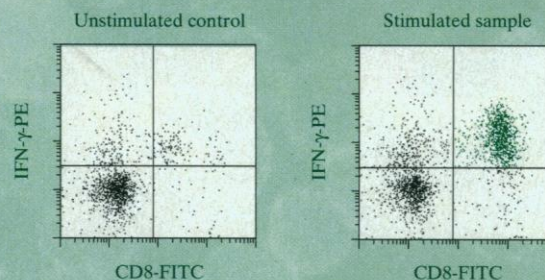 Unstimulated control
Stimulated sample
IFN-γ-PE
IFN-γ-PE
CD8-FITC
CD8-FITC